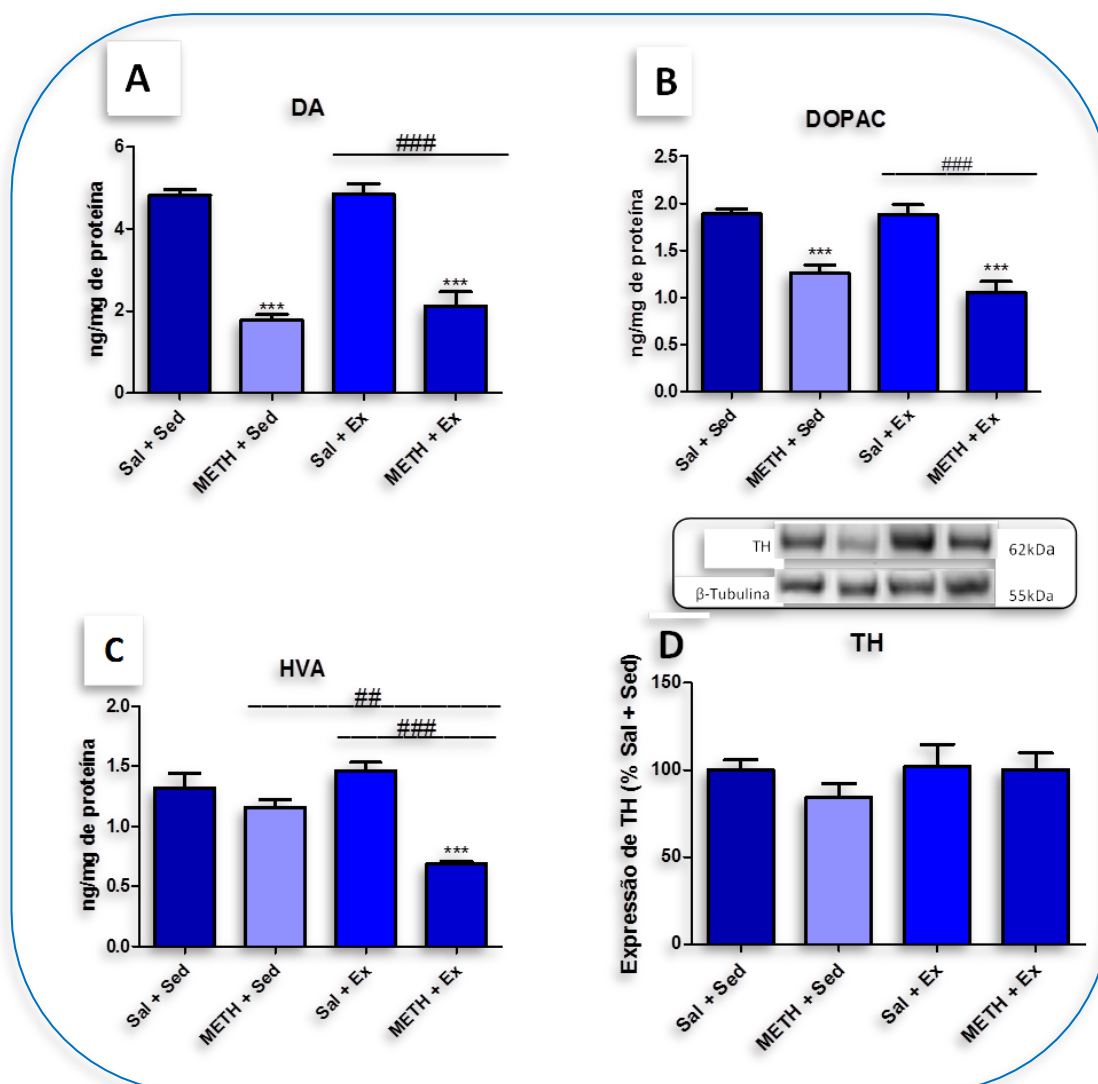 A
DA
###
6
4
2
0
ng/mg de proteína
***
***
Sal + Sed
METH + Sed
Sal + Ex
METH + Ex
B
DOPAC
###
2.5
2.0
1.5
1.0
0.5
0.0
ng/mg de proteína
***
***
Sal + Sed
METH + Sed
Sal + Ex
METH + Ex
TH
62kDa
β-Tubulina
55kDa
C
HVA
##
###
2.0
1.5
1.0
0.5
0.0
ng/mg de proteína
***
Sal + Sed
METH + Sed
Sal + Ex
METH + Ex
D
TH
150
100
50
0
Expressão de TH (% Sal + Sed)
Sal + Sed
METH + Sed
Sal + Ex
METH + Ex